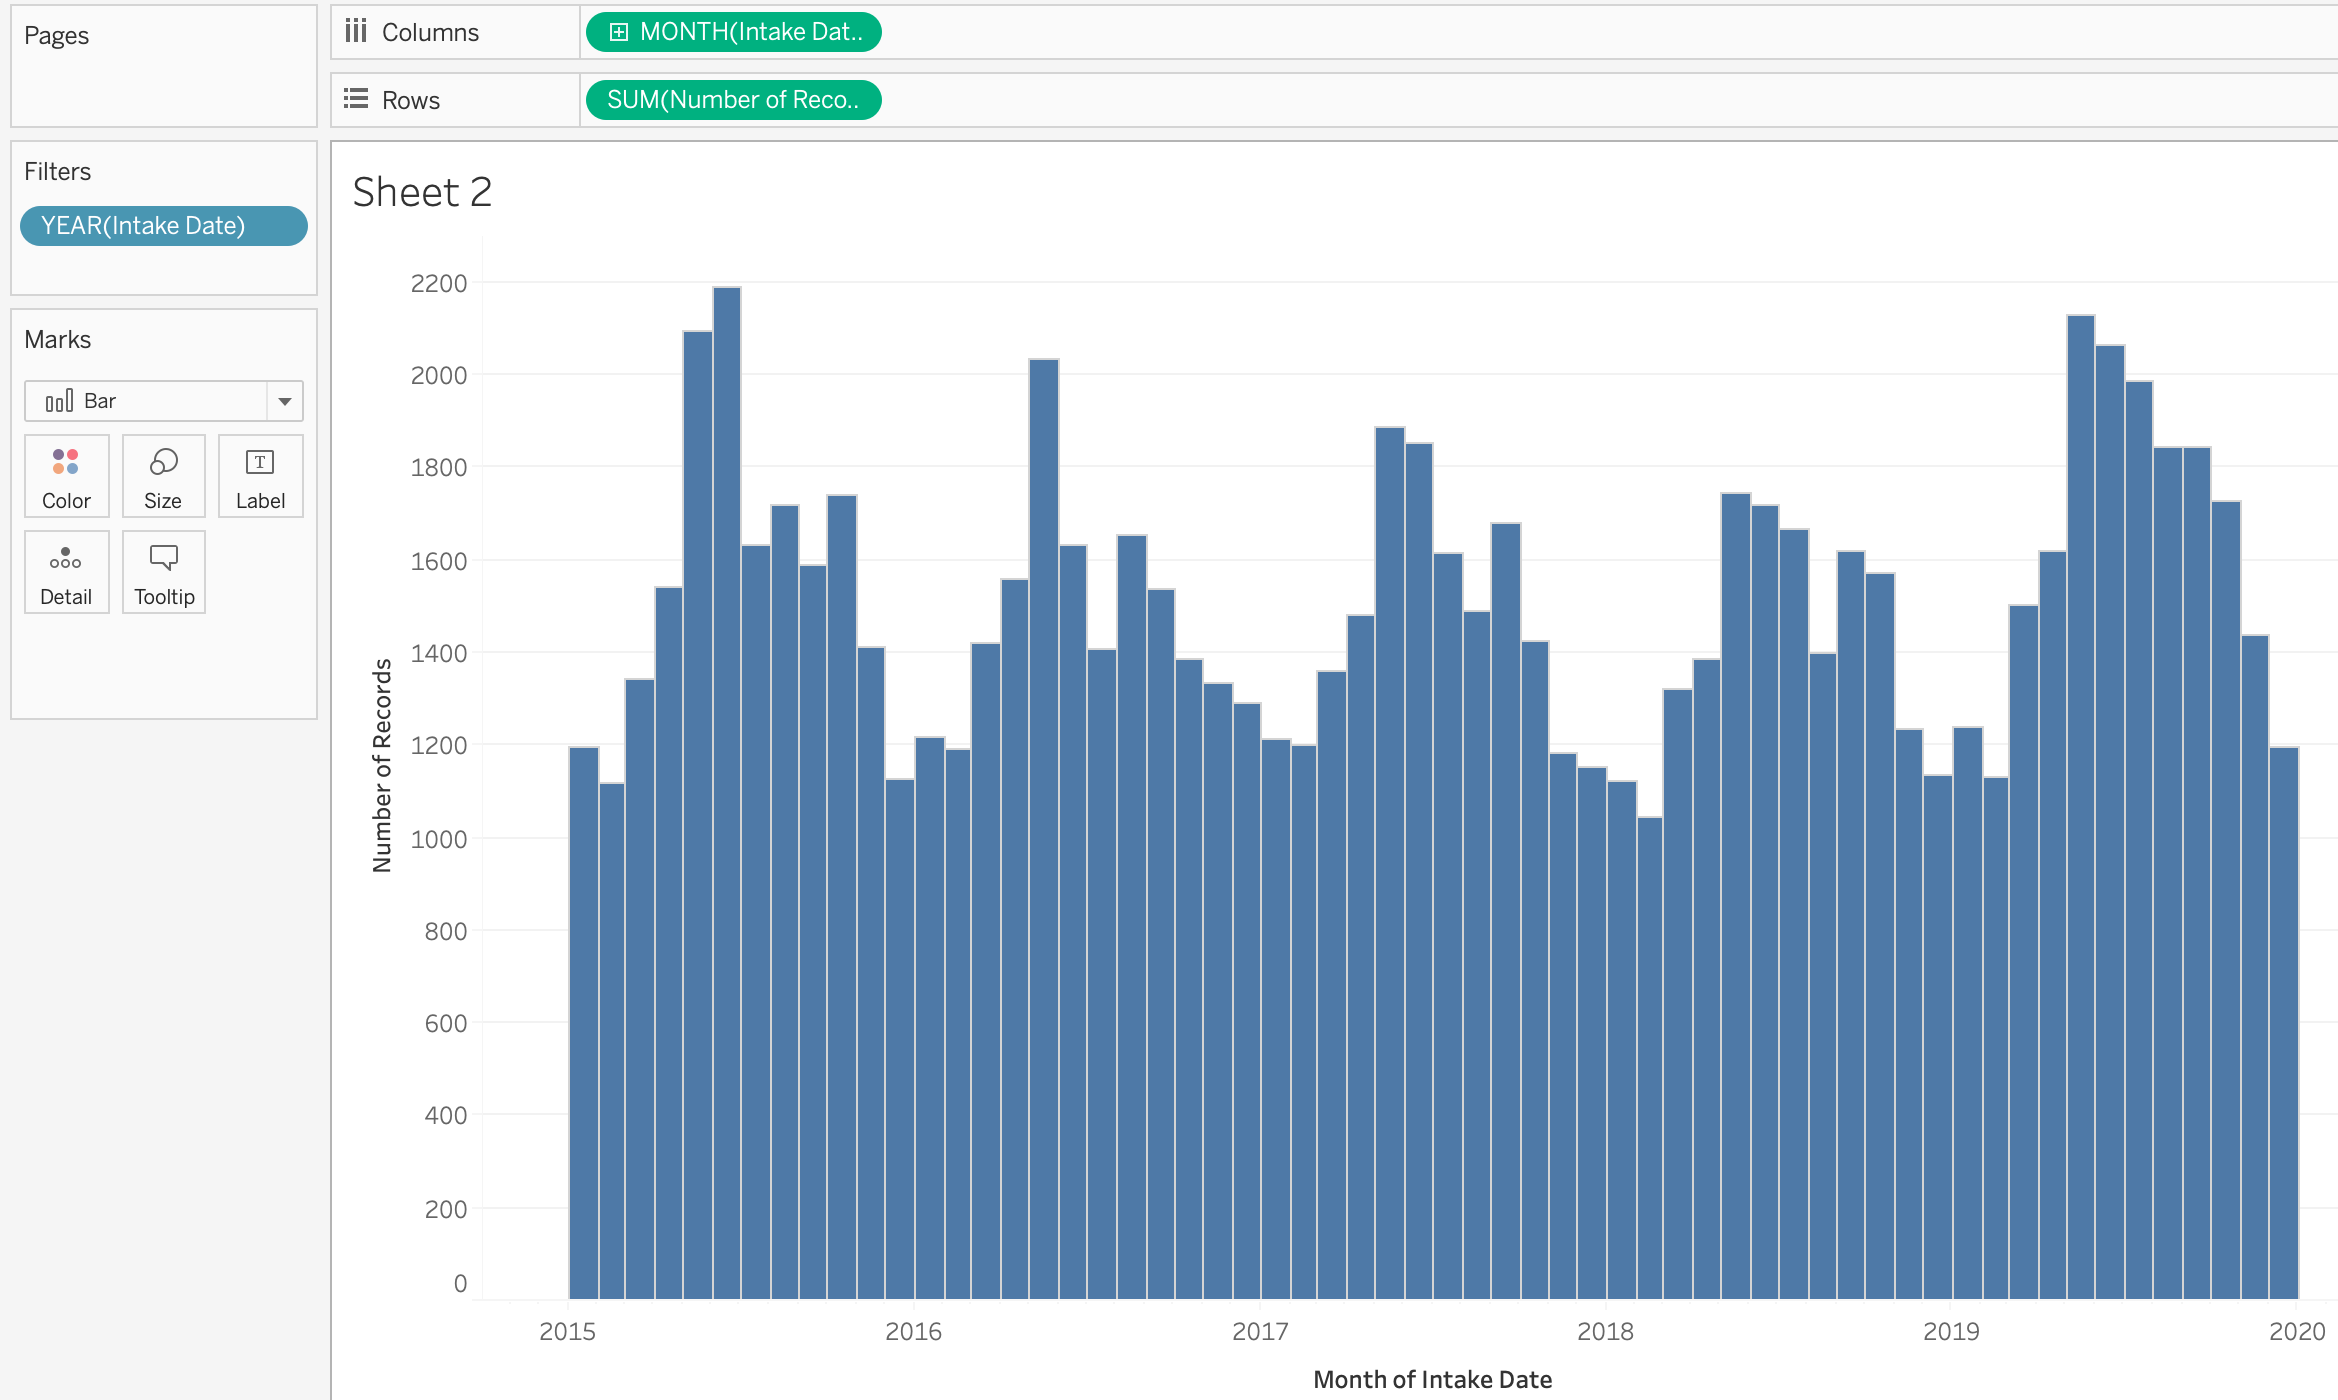 Pages
Columns
MONTH(Intake Dat..
Rows
SUM(Number of Reco..
Filters
YEAR(Intake Date)
Marks
Bar
Color
Size
T
Label
Detail
Tooltip
Sheet 2
2200
2000
1800
1600
1400
1200
1000
800
600
400
200
0
Number of Records
2015
2016
2017
2018
2019
2020
Month of Intake Date